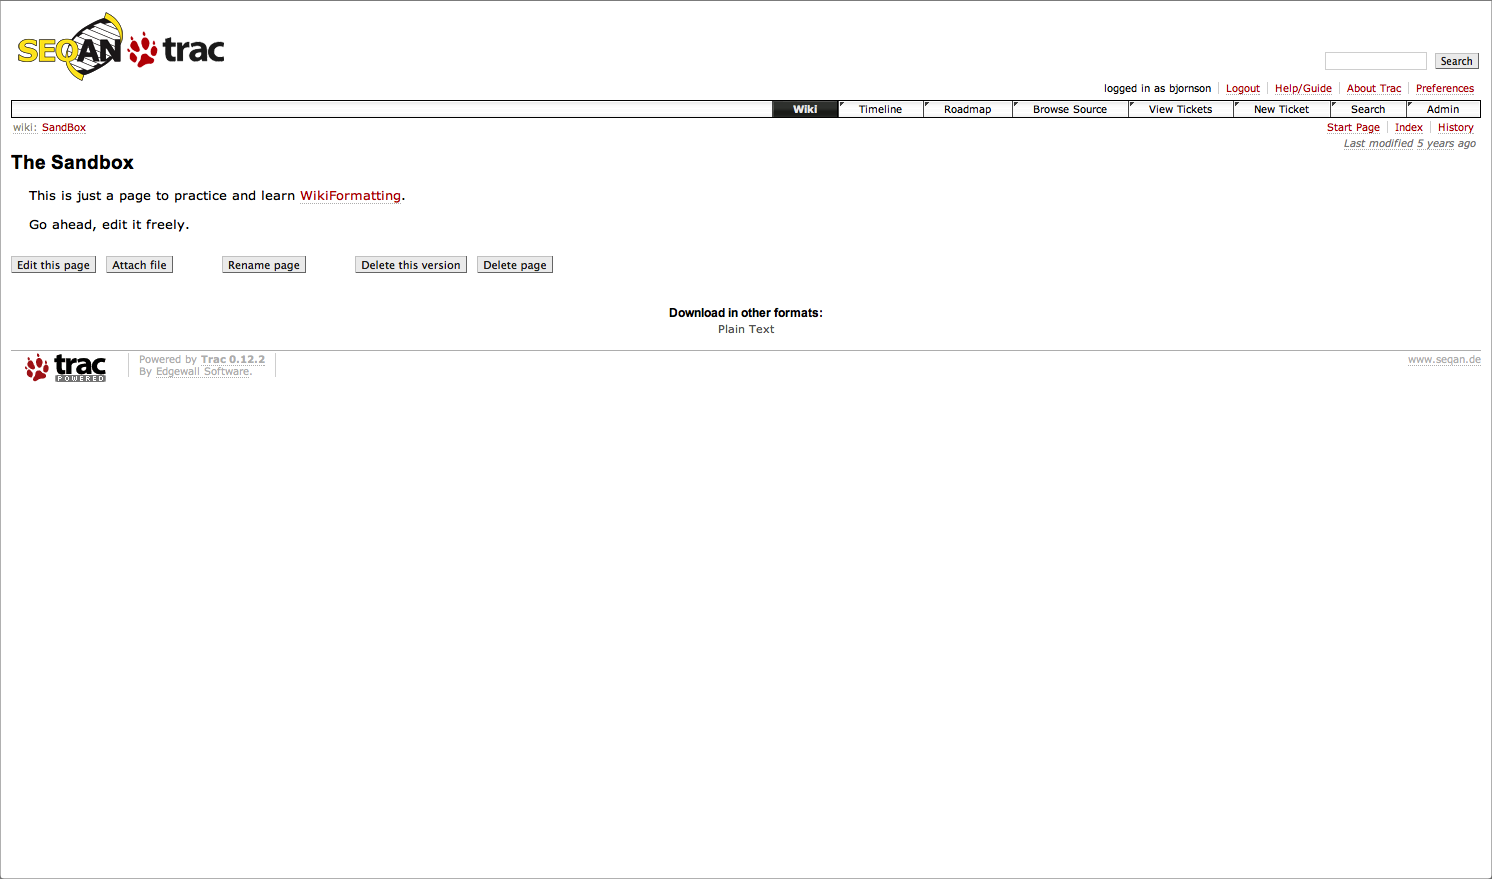 SEQAN trac
Search
logged in as bjornson Logout Help/Guide About Trac Preferences
Wiki Timeline Roadmap Browse Source View Tickets New Ticket Search Admin
wiki: SandBox Start Page Index History
Last modified 5 years ago
The Sandbox
This is just a page to practice and learn WikiFormatting.
Go ahead, edit it freely.
Edit this page Attach file Rename page Delete this version Delete page
Download in other formats:
Plain Text
trac POWERED
Powered by Trac 0.12.2 www.seqan.de
By Edgewall Software.